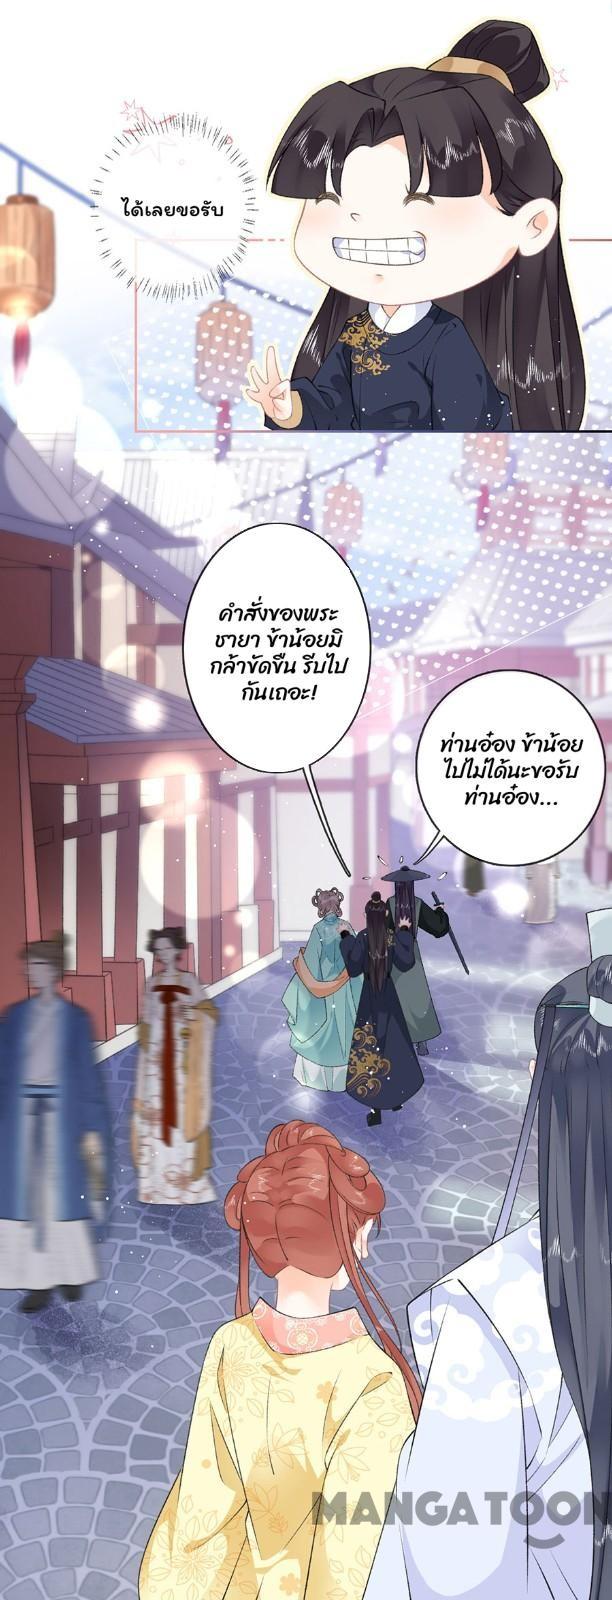 ได้เลยขอรับ
คำสั่งของพระ
ชายา ข้าน้อยมิ
กล้าขัดขืน รีบไป
กันเถอะ!
ท่านอ๋อง ข้าน้อย
ไปไม่ได้นะขอรับ
ท่านอ๋อง...
MANGATOON